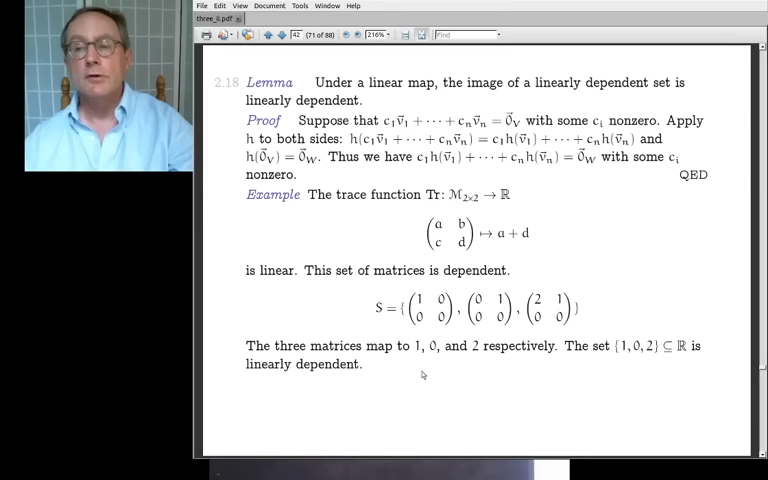 File Edit View Document Tools Window Help
three_ii.pdf
42 (71 of 88) 216% Find
2.18 Lemma Under a linear map, the image of a linearly dependent set is
linearly dependent.
Proof Suppose that c₁v⃗₁ + ··· + cₙv⃗ₙ = 0⃗_V with some cᵢ nonzero. Apply
h to both sides: h(c₁v⃗₁ + ··· + cₙv⃗ₙ) = c₁h(v⃗₁) + ··· + cₙh(v⃗ₙ) and
h(0⃗_V) = 0⃗_W. Thus we have c₁h(v⃗₁) + ··· + cₙh(v⃗ₙ) = 0⃗_W with some cᵢ
nonzero. QED
Example The trace function Tr: M₂ₓ₂ → ℝ
(a b
c d) ↦ a + d
is linear. This set of matrices is dependent.
S = { (1 0
0 0), (0 1
0 0), (2 1
0 0) }
The three matrices map to 1, 0, and 2 respectively. The set {1, 0, 2} ⊆ ℝ is
linearly dependent.